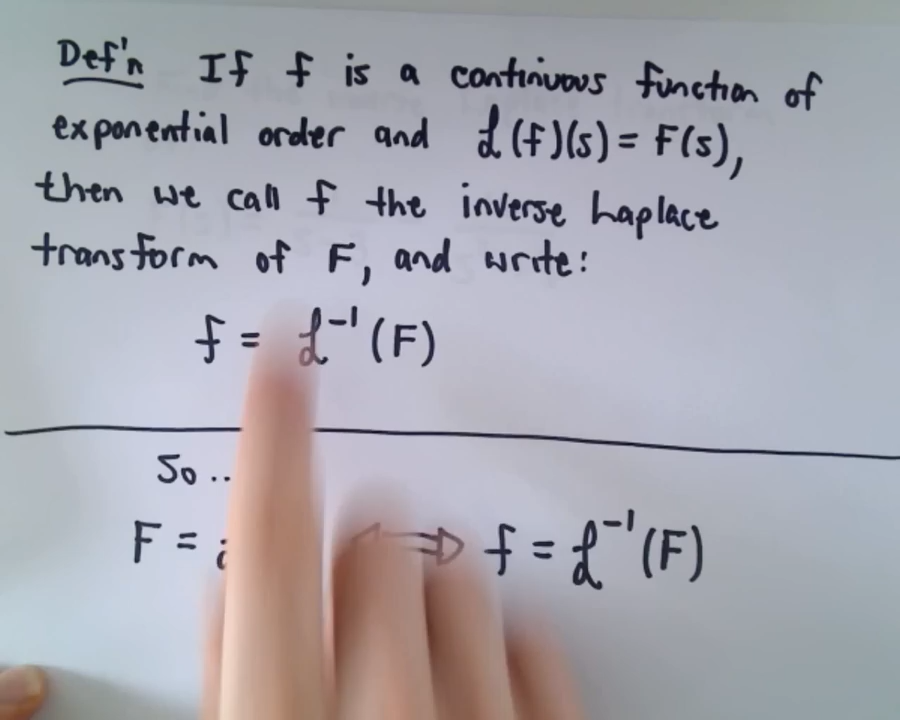 Def'n If f is a continuous function of
exponential order and ℒ(f)(s) = F(s),
then we call f the inverse Laplace
transform of F, and write:
f = ℒ⁻¹(F)
So ..
F = ⟺ f = ℒ⁻¹(F)